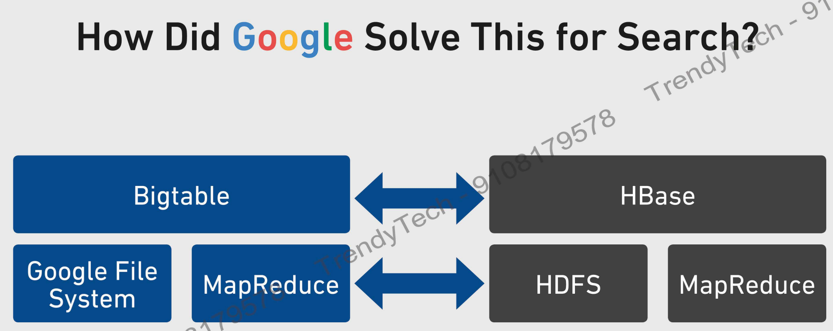 How Did Google Solve This for Search?
TrendyTech - 91
Bigtable
HBase
TrendyTech - 9108179578
Google File
System
MapReduce
HDFS
MapReduce
9108179578